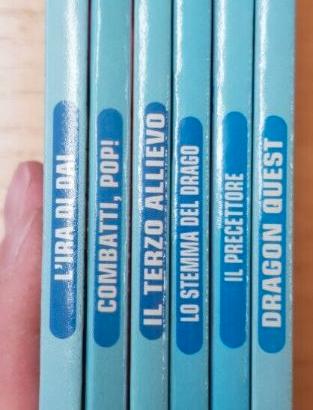 L'IRA DI DAI
COMBATTI, POP!
IL TERZO ALLIEVO
LO STEMMA DEL DRAGO
IL PRECETTORE
DRAGON QUEST